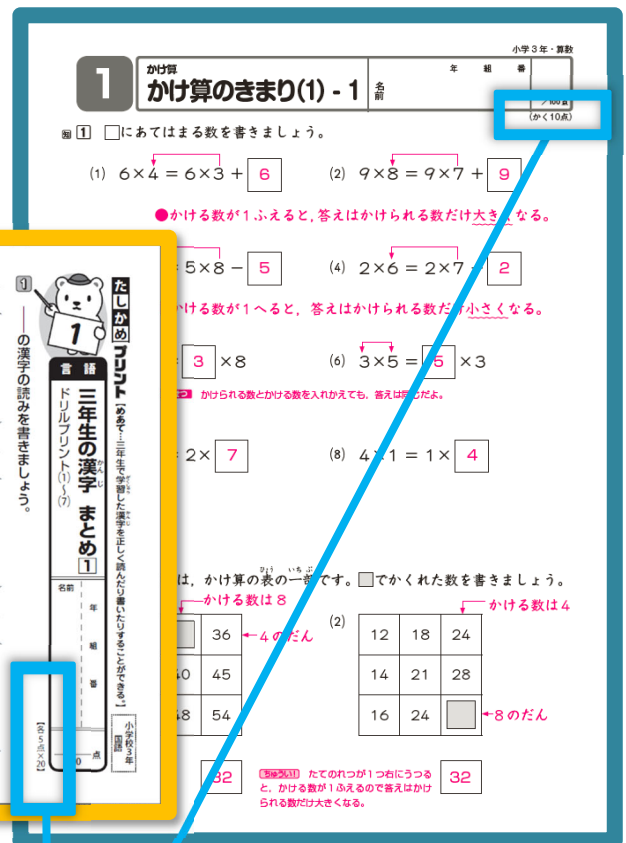 小学3年・算数
1
かけ算
かけ算のきまり(1) - 1
名前
年 組 番
/100点
(かく10点)
知 1 □にあてはまる数を書きましょう。
(1) 6×4=6×3+ 6
(2) 9×8=9×7+ 9
●かける数が1ふえると,答えはかけられる数だけ大きくなる。
5×8- 5
(4) 2×6=2×7- 2
ける数が1へると, 答えはかけられる数だけ小さくなる。
3 ×8
(6) 3×5= 5 ×3
かけられる数とかける数を入れかえても、答えは同じだよ。
= 2× 7
(8) 4×1=1× 4
は, かけ算の表の一部です。■でかくれた数を書きましょう。
ひょう いちぶ
かける数は8
36
←4のだん
40 45
48 54
32
(2)
かける数は4
12 18 24
14 21 28
16 24
←8のだん
32
ちゅうい!! たてのれつが1つ右にうつる
と、かける数が1ふえるので答えはかけ
られる数だけ大きくなる。
たしかめプリント
【めあて…三年生で学習した漢字を正しく読んだり書いたりすることができる。】
小学校3年
国語
1
言語
三年生の漢字 まとめ1
かんじ
ドリルプリント(1)~(7)
名前
年 組 番
点
【各5点×20】
1 ――の漢字の読みを書きましょう。